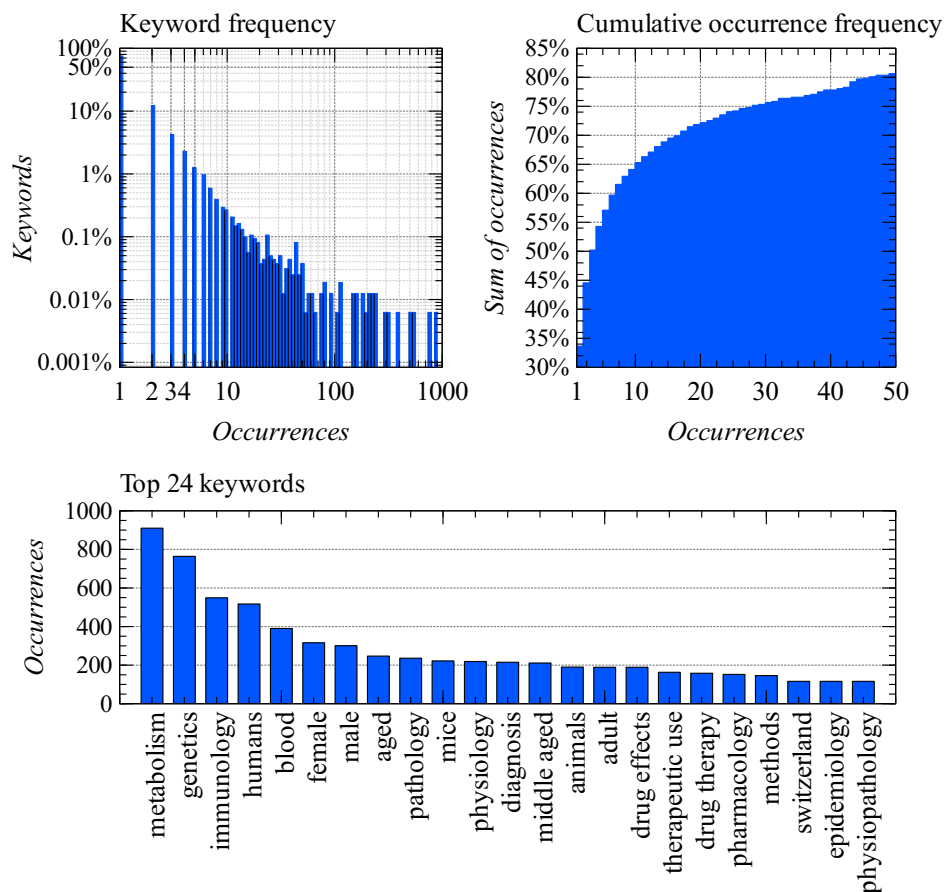 Keyword frequency
100%
50%
10%
1%
0.1%
0.01%
0.001%
Keywords
1 2 3 4 10 100 1000
Occurrences
Cumulative occurrence frequency
85%
80%
75%
70%
65%
60%
55%
50%
45%
40%
35%
30%
Sum of occurrences
1 10 20 30 40 50
Occurrences
Top 24 keywords
1000
800
600
400
200
0
Occurrences
metabolism
genetics
immunology
humans
blood
female
male
aged
pathology
mice
physiology
diagnosis
middle aged
animals
adult
drug effects
therapeutic use
drug therapy
pharmacology
methods
switzerland
epidemiology
physiopathology